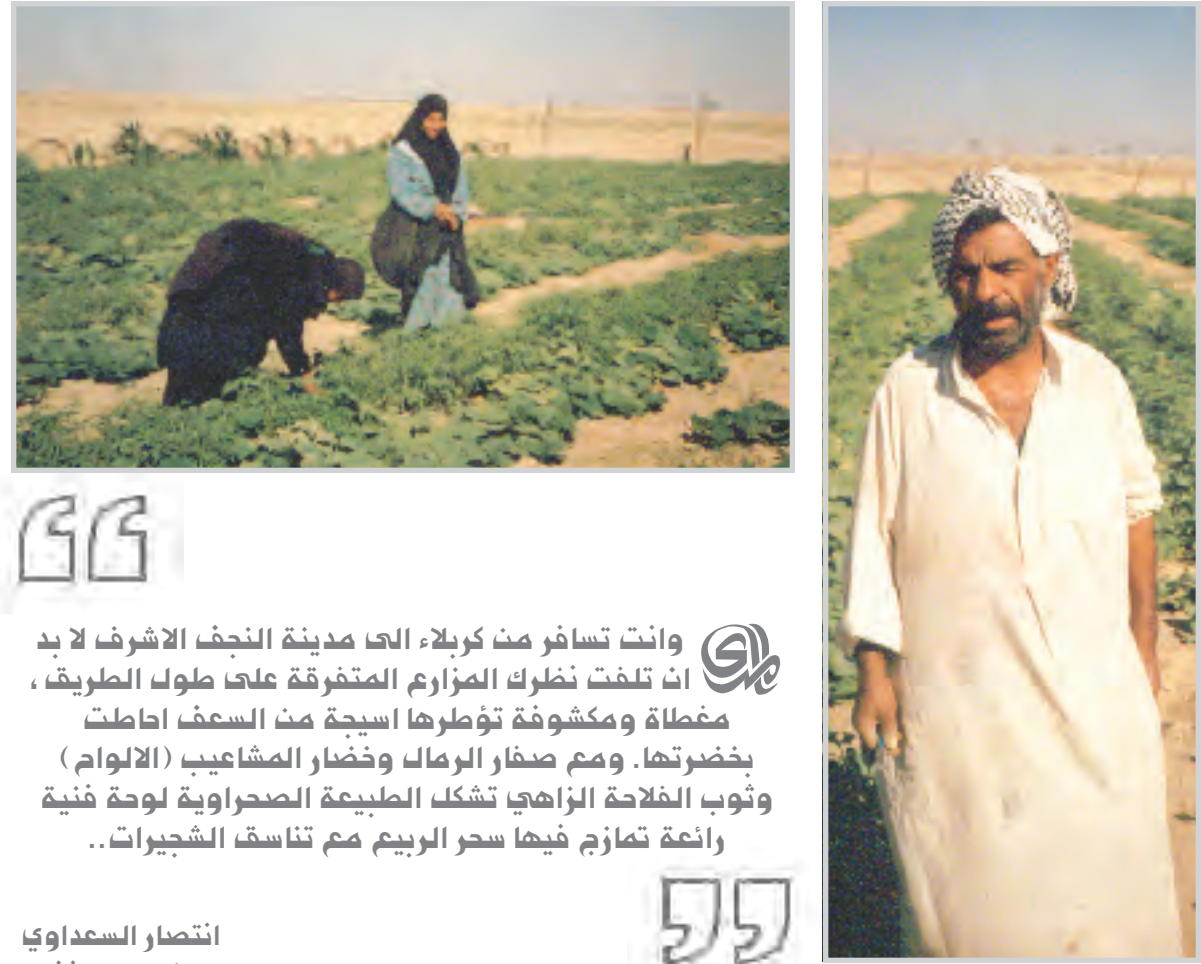 وانت تسافر من كربلاء الى مدينة النجف الاشرف لا بد
ان تلفت نظرك المزارع المتفرقة على طول الطريق ،
مغطاة ومكشوفة تؤطرها اسيجة من السعف احاطت
بخضرتها. ومع صفار الرمال وخضار المشاعيب (الالواح)
وثوب الفلاحة الزاهي تشكل الطبيعة الصحراوية لوحة فنية
رائعة تمازج فيها سحر الربيع مع تناسق الشجيرات..
انتصار السعداوي